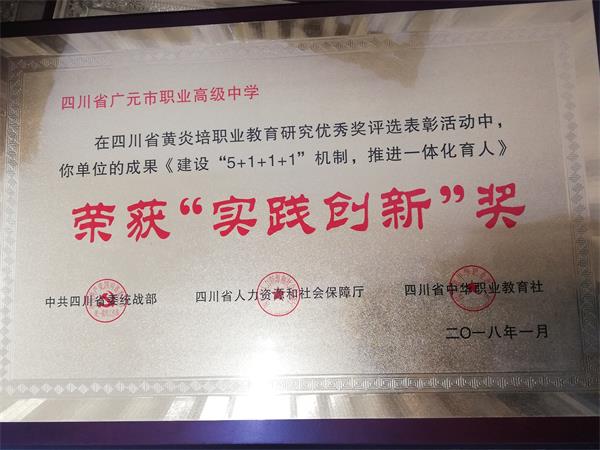 四川省广元市职业高级中学
在四川省黄炎培职业教育研究优秀奖评选表彰活动中，
你单位的成果《建设“5+1+1+1”机制，推进一体化育人》
荣获“实践创新”奖
中共四川省委统战部 四川省人力资源和社会保障厅 四川省中华职业教育社
二〇一八年一月